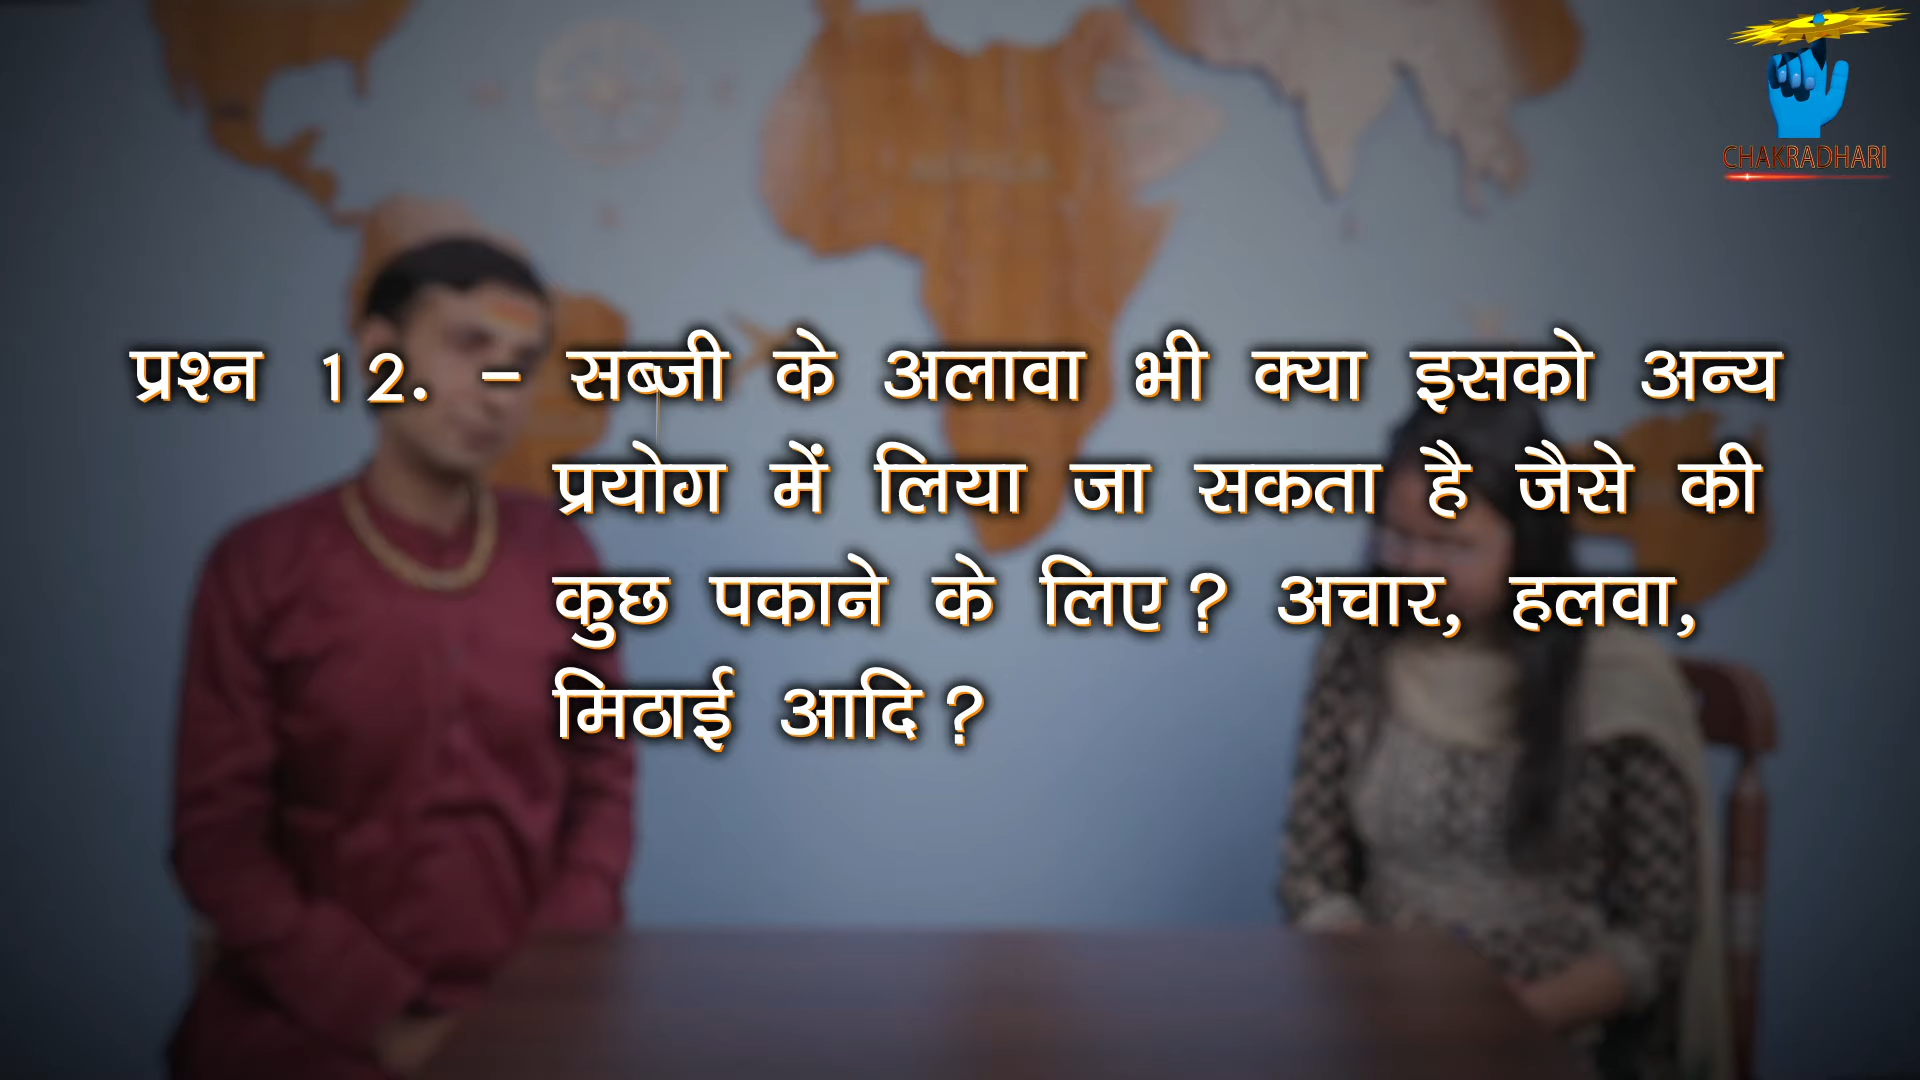 CHAKRADHARI
प्रश्न 12. - सब्जी के अलावा भी क्या इसको अन्य
प्रयोग में लिया जा सकता है जैसे की
कुछ पकाने के लिए ? अचार, हलवा,
मिठाई आदि ?